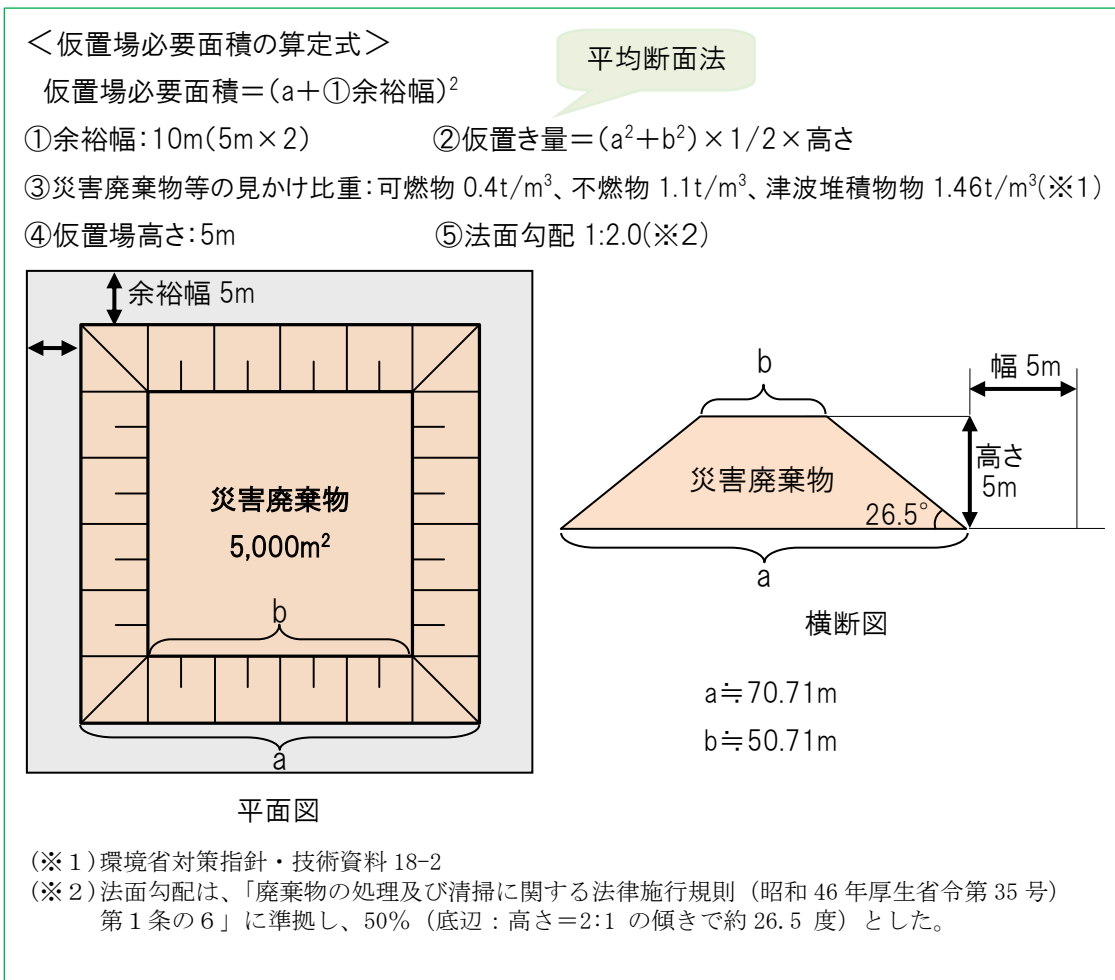 <仮置場必要面積の算定式>
平均断面法
仮置場必要面積=(a+①余裕幅)²
①余裕幅:10m(5m×2) ②仮置き量=(a²+b²)×1/2×高さ
③災害廃棄物等の見かけ比重:可燃物 0.4t/m³、不燃物 1.1t/m³、津波堆積物物 1.46t/m³(※1)
④仮置場高さ:5m ⑤法面勾配 1:2.0(※2)
余裕幅 5m
災害廃棄物
5,000m²
b
a
平面図
b
幅 5m
高さ
5m
災害廃棄物
26.5°
a
横断図
a≒70.71m
b≒50.71m
(※1)環境省対策指針・技術資料 18-2
(※2)法面勾配は、「廃棄物の処理及び清掃に関する法律施行規則(昭和 46 年厚生省令第 35 号)
第1条の6」に準拠し、50%(底辺:高さ=2:1 の傾きで約 26.5 度)とした。